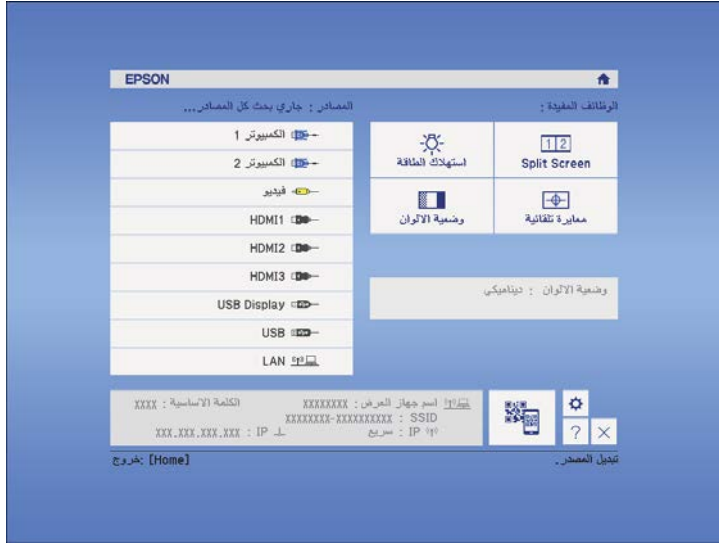 EPSON
الوظائف المفيدة :
المصادر : جاري بحث كل المصادر...
1 2
Split Screen
استهلاك الطاقة
معايرة تلقائية
وضعية الالوان
وضعية الالوان : ديناميكي
الكمبيوتر 1
الكمبيوتر 2
فيديو
HDMI1
HDMI2
HDMI3
USB Display
USB
LAN
اسم جهاز العرض : XXXXXXXX
الكلمة الاساسية : XXXX
SSID : XXXXXXXX-XXXXXXXXXX
IP : سريع
IP : XXX.XXX.XXX.XXX
?
تبديل المصدر.
[Home] :خروج